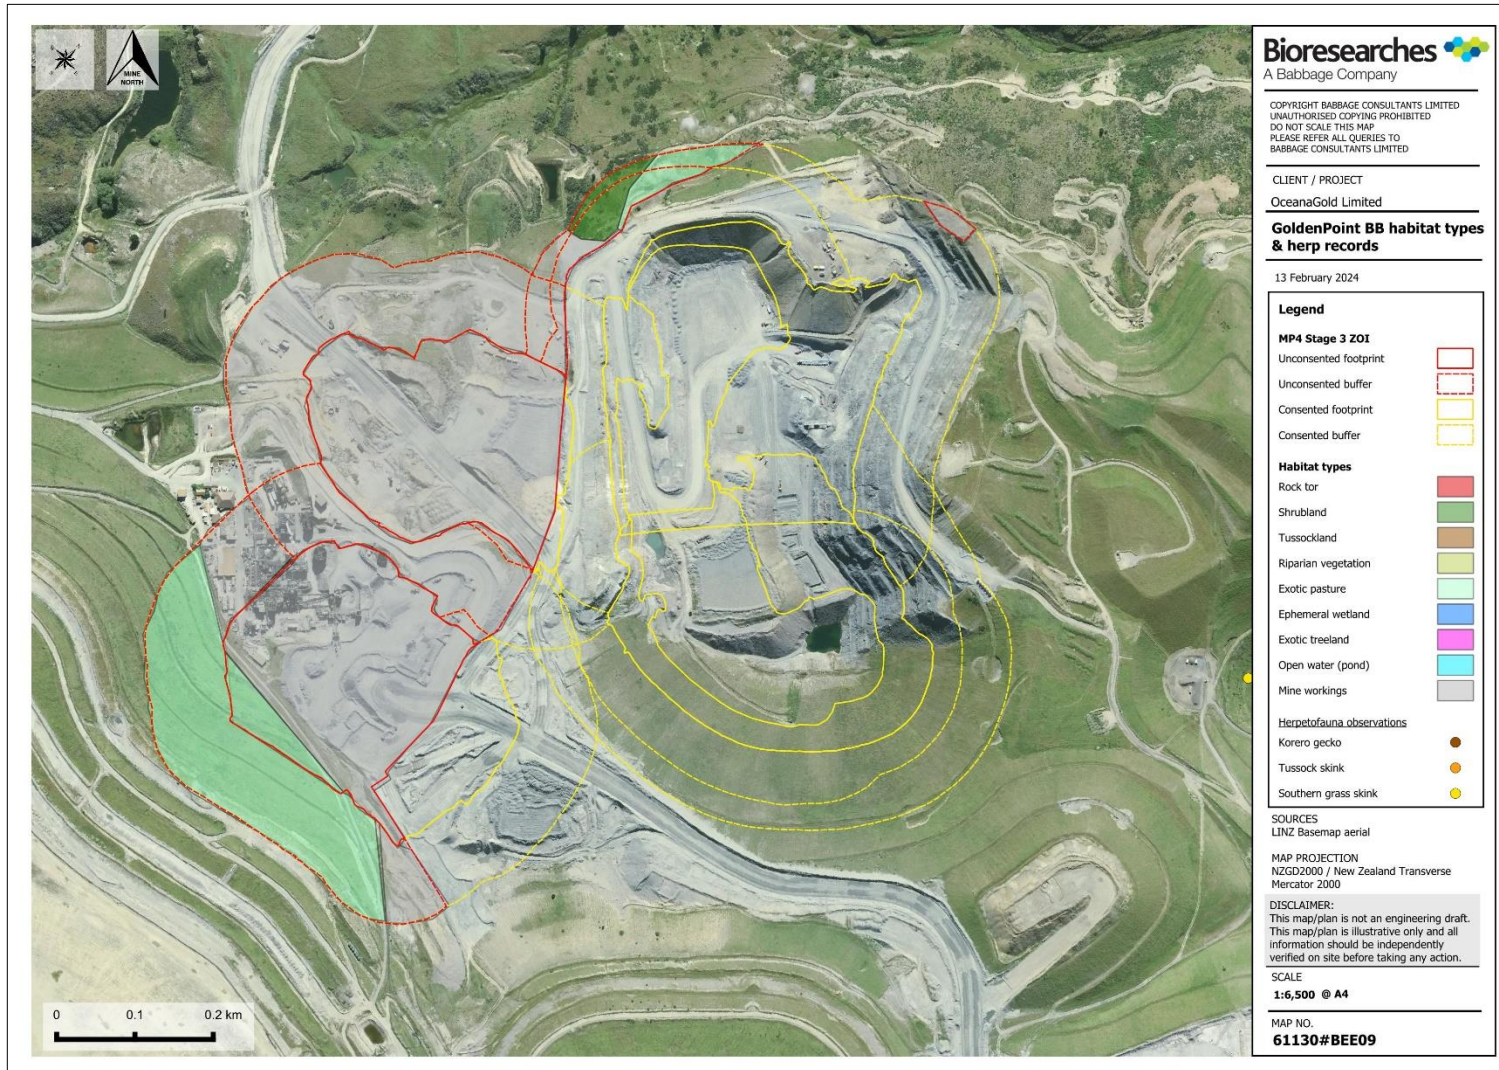 MINE
NORTH
0 0.1 0.2 km
Bioresearches
A Babbage Company
COPYRIGHT BABBAGE CONSULTANTS LIMITED
UNAUTHORISED COPYING PROHIBITED
DO NOT SCALE THIS MAP
PLEASE REFER ALL QUERIES TO
BABBAGE CONSULTANTS LIMITED
CLIENT / PROJECT
OceanaGold Limited
GoldenPoint BB habitat types
& herp records
13 February 2024
Legend
MP4 Stage 3 ZOI
Unconsented footprint
Unconsented buffer
Consented footprint
Consented buffer
Habitat types
Rock tor
Shrubland
Tussockland
Riparian vegetation
Exotic pasture
Ephemeral wetland
Exotic treeland
Open water (pond)
Mine workings
Herpetofauna observations
Korero gecko
Tussock skink
Southern grass skink
SOURCES
LINZ Basemap aerial
MAP PROJECTION
NZGD2000 / New Zealand Transverse
Mercator 2000
DISCLAIMER:
This map/plan is not an engineering draft.
This map/plan is illustrative only and all
information should be independently
verified on site before taking any action.
SCALE
1:6,500 @ A4
MAP NO.
61130#BEE09